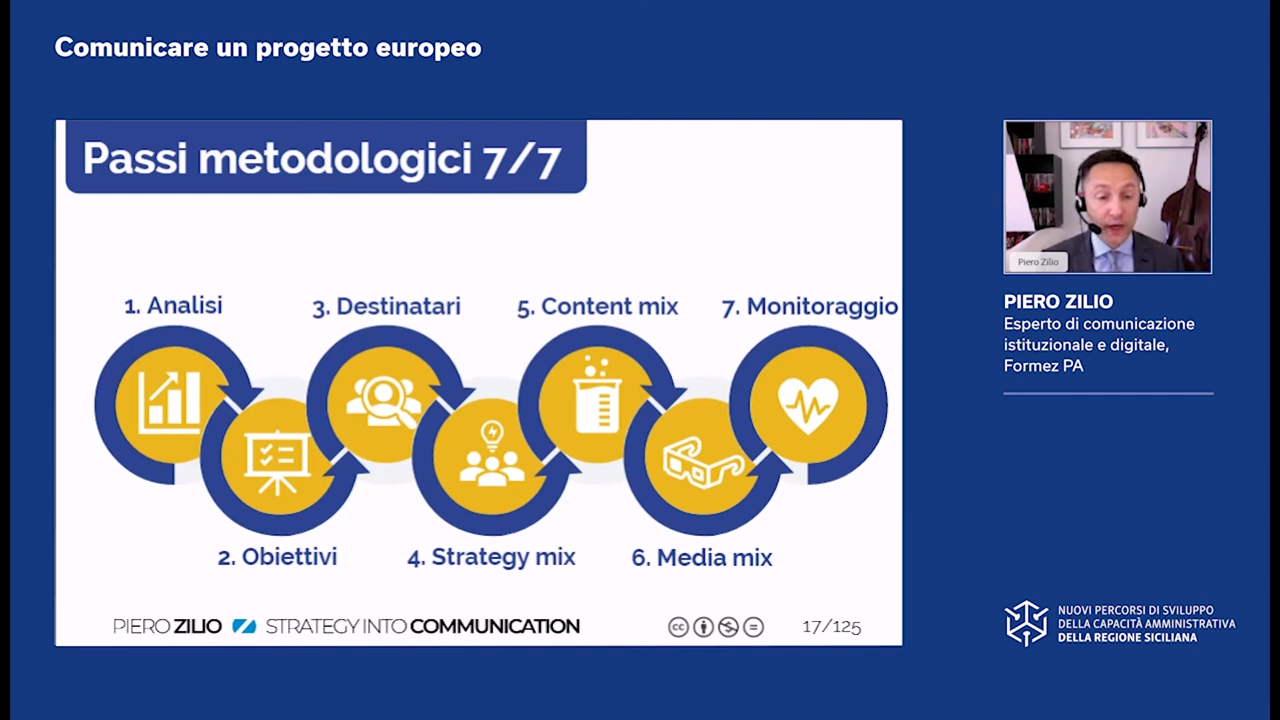 Comunicare un progetto europeo
Passi metodologici 7/7
1. Analisi
3. Destinatari
5. Content mix
7. Monitoraggio
2. Obiettivi
4. Strategy mix
6. Media mix
PIERO ZILIO STRATEGY INTO COMMUNICATION
cc
17/125
Piero Zilio
PIERO ZILIO
Esperto di comunicazione
istituzionale e digitale,
Formez PA
NUOVI PERCORSI DI SVILUPPO
DELLA CAPACITÀ AMMINISTRATIVA
DELLA REGIONE SICILIANA